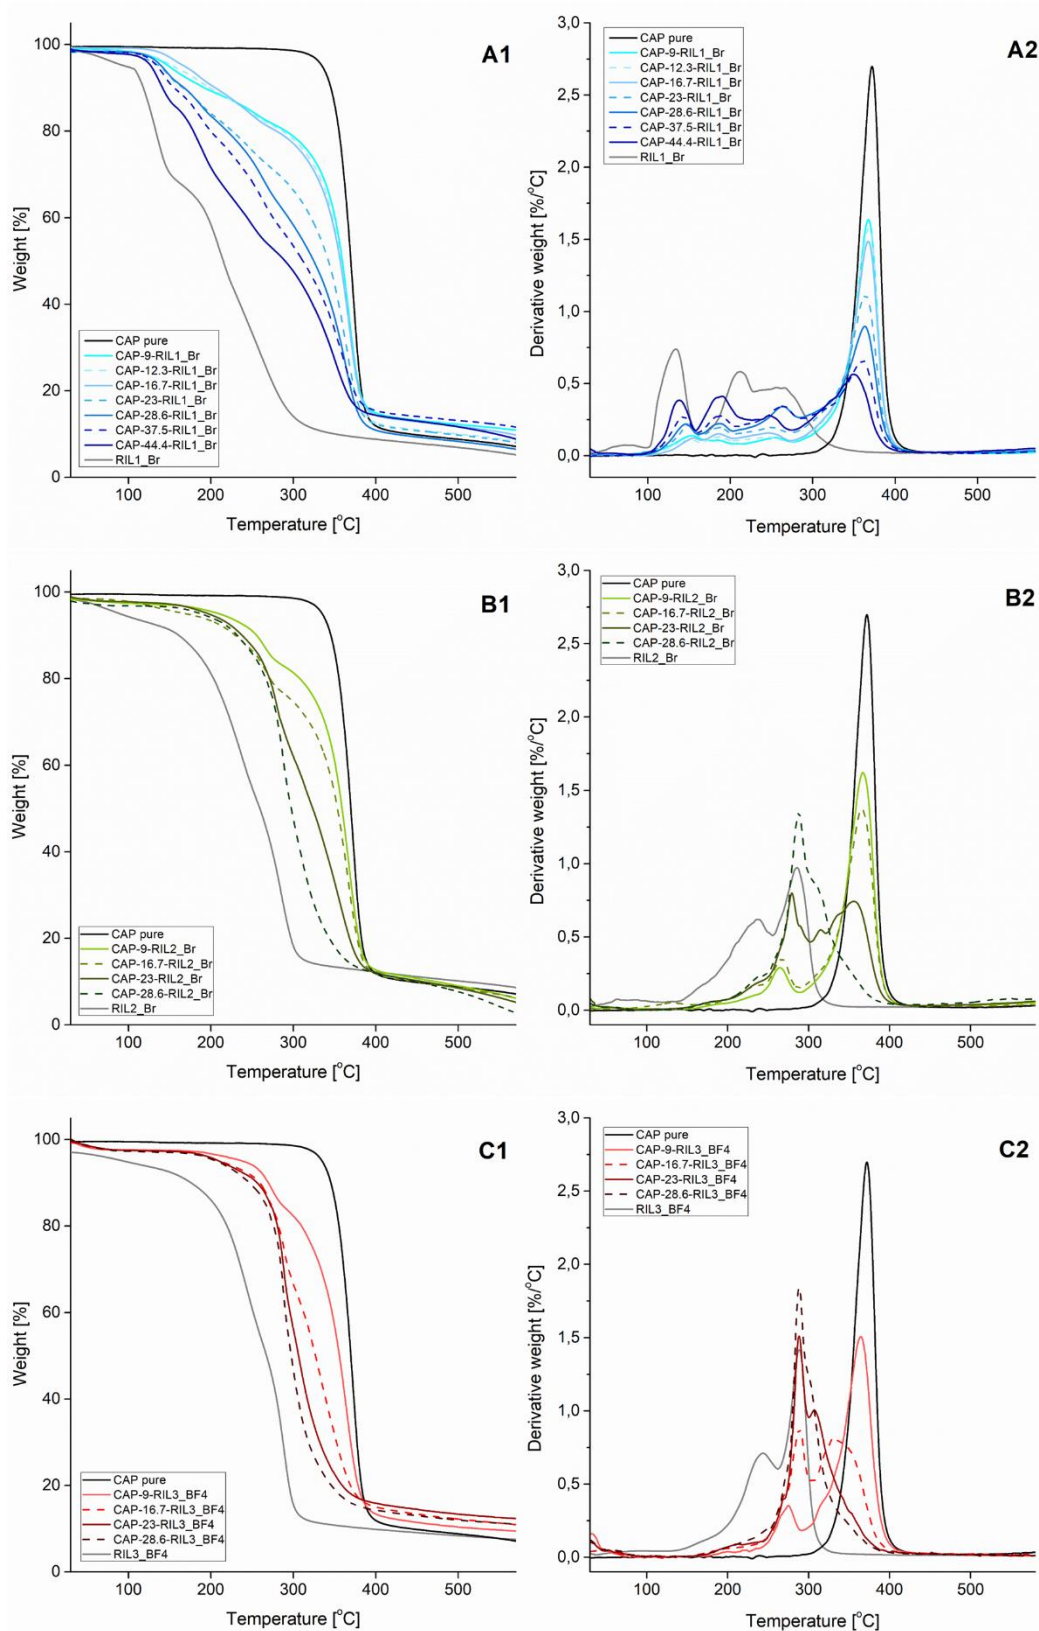 A1
Weight [%]
100
80
60
40
20
0
CAP pure
CAP-9-RIL1_Br
CAP-12.3-RIL1_Br
CAP-16.7-RIL1_Br
CAP-23-RIL1_Br
CAP-28.6-RIL1_Br
CAP-37.5-RIL1_Br
CAP-44.4-RIL1_Br
RIL1_Br
100 200 300 400 500
Temperature [°C]
A2
Derivative weight [%/°C]
3,0
2,5
2,0
1,5
1,0
0,5
0,0
CAP pure
CAP-9-RIL1_Br
CAP-12.3-RIL1_Br
CAP-16.7-RIL1_Br
CAP-23-RIL1_Br
CAP-28.6-RIL1_Br
CAP-37.5-RIL1_Br
CAP-44.4-RIL1_Br
RIL1_Br
100 200 300 400 500
Temperature [°C]
B1
Weight [%]
100
80
60
40
20
0
CAP pure
CAP-9-RIL2_Br
CAP-16.7-RIL2_Br
CAP-23-RIL2_Br
CAP-28.6-RIL2_Br
RIL2_Br
100 200 300 400 500
Temperature [°C]
B2
Derivative weight [%/°C]
3,0
2,5
2,0
1,5
1,0
0,5
0,0
CAP pure
CAP-9-RIL2_Br
CAP-16.7-RIL2_Br
CAP-23-RIL2_Br
CAP-28.6-RIL2_Br
RIL2_Br
100 200 300 400 500
Temperature [°C]
C1
Weight [%]
100
80
60
40
20
0
CAP pure
CAP-9-RIL3_BF4
CAP-16.7-RIL3_BF4
CAP-23-RIL3_BF4
CAP-28.6-RIL3_BF4
RIL3_BF4
100 200 300 400 500
Temperature [°C]
C2
Derivative weight [%/°C]
3,0
2,5
2,0
1,5
1,0
0,5
0,0
CAP pure
CAP-9-RIL3_BF4
CAP-16.7-RIL3_BF4
CAP-23-RIL3_BF4
CAP-28.6-RIL3_BF4
RIL3_BF4
100 200 300 400 500
Temperature [°C]